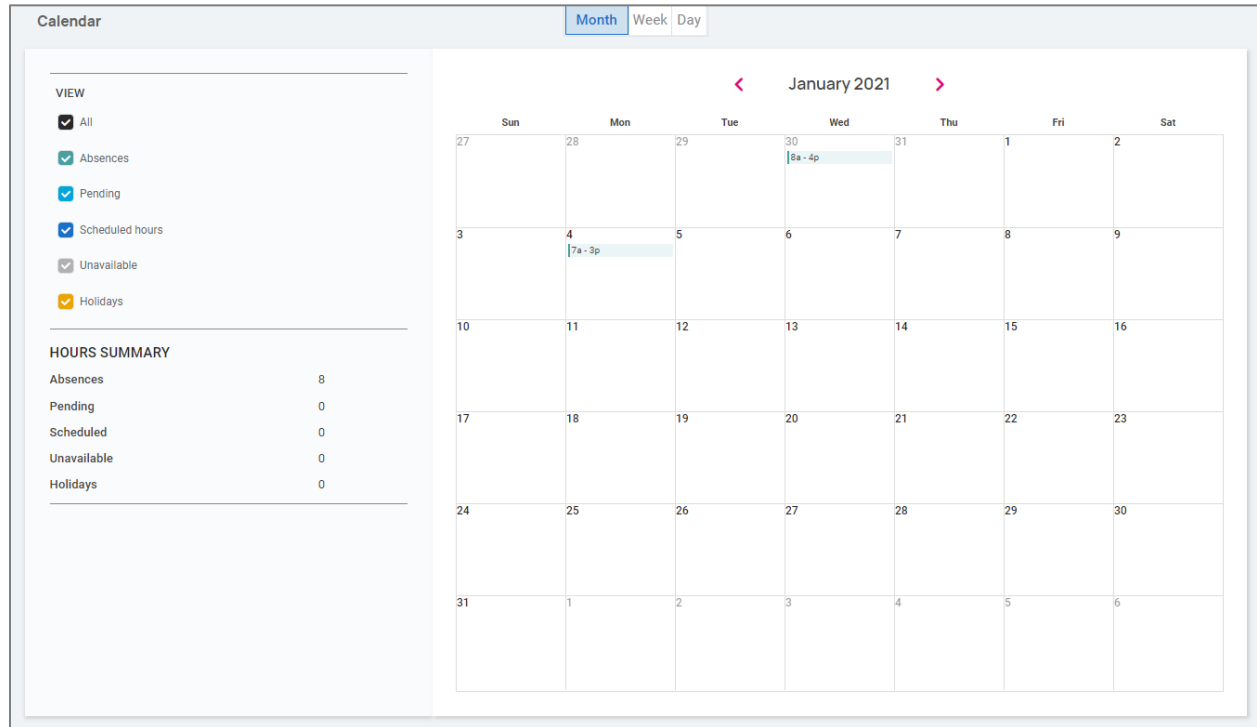 Calendar
Month Week Day
VIEW
All
Absences
Pending
Scheduled hours
Unavailable
Holidays
HOURS SUMMARY
Absences 8
Pending 0
Scheduled 0
Unavailable 0
Holidays 0
January 2021
Sun Mon Tue Wed Thu Fri Sat
27 28 29 30 31 1 2
8a - 4p
3 4 5 6 7 8 9
7a - 3p
10 11 12 13 14 15 16
17 18 19 20 21 22 23
24 25 26 27 28 29 30
31 1 2 3 4 5 6